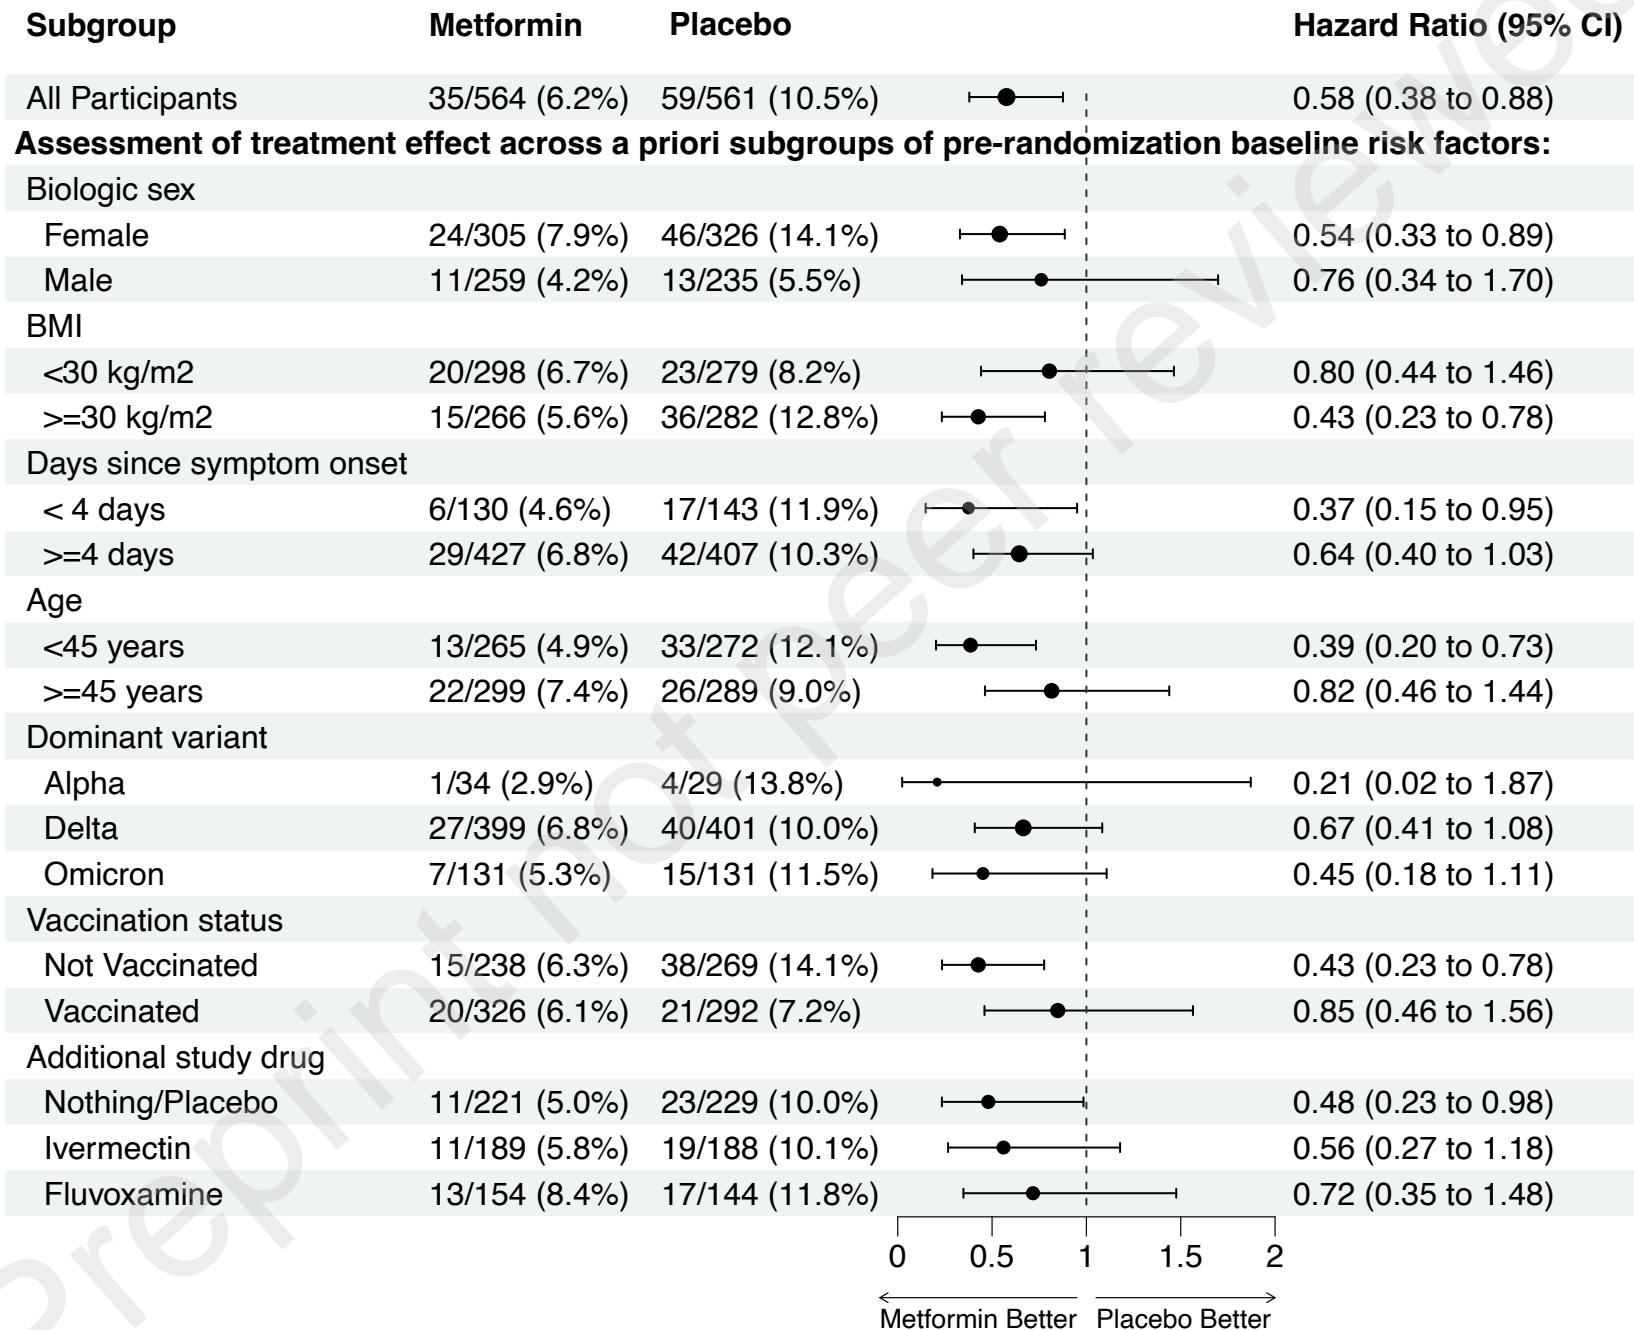 Subgroup Metformin Placebo Hazard Ratio (95% CI)
All Participants 35/564 (6.2%) 59/561 (10.5%) 0.58 (0.38 to 0.88)
Assessment of treatment effect across a priori subgroups of pre-randomization baseline risk factors:
Biologic sex
Female 24/305 (7.9%) 46/326 (14.1%) 0.54 (0.33 to 0.89)
Male 11/259 (4.2%) 13/235 (5.5%) 0.76 (0.34 to 1.70)
BMI
<30 kg/m2 20/298 (6.7%) 23/279 (8.2%) 0.80 (0.44 to 1.46)
>=30 kg/m2 15/266 (5.6%) 36/282 (12.8%) 0.43 (0.23 to 0.78)
Days since symptom onset
< 4 days 6/130 (4.6%) 17/143 (11.9%) 0.37 (0.15 to 0.95)
>=4 days 29/427 (6.8%) 42/407 (10.3%) 0.64 (0.40 to 1.03)
Age
<45 years 13/265 (4.9%) 33/272 (12.1%) 0.39 (0.20 to 0.73)
>=45 years 22/299 (7.4%) 26/289 (9.0%) 0.82 (0.46 to 1.44)
Dominant variant
Alpha 1/34 (2.9%) 4/29 (13.8%) 0.21 (0.02 to 1.87)
Delta 27/399 (6.8%) 40/401 (10.0%) 0.67 (0.41 to 1.08)
Omicron 7/131 (5.3%) 15/131 (11.5%) 0.45 (0.18 to 1.11)
Vaccination status
Not Vaccinated 15/238 (6.3%) 38/269 (14.1%) 0.43 (0.23 to 0.78)
Vaccinated 20/326 (6.1%) 21/292 (7.2%) 0.85 (0.46 to 1.56)
Additional study drug
Nothing/Placebo 11/221 (5.0%) 23/229 (10.0%) 0.48 (0.23 to 0.98)
Ivermectin 11/189 (5.8%) 19/188 (10.1%) 0.56 (0.27 to 1.18)
Fluvoxamine 13/154 (8.4%) 17/144 (11.8%) 0.72 (0.35 to 1.48)
0 0.5 1 1.5 2
Metformin Better Placebo Better
Preprint not peer reviewed